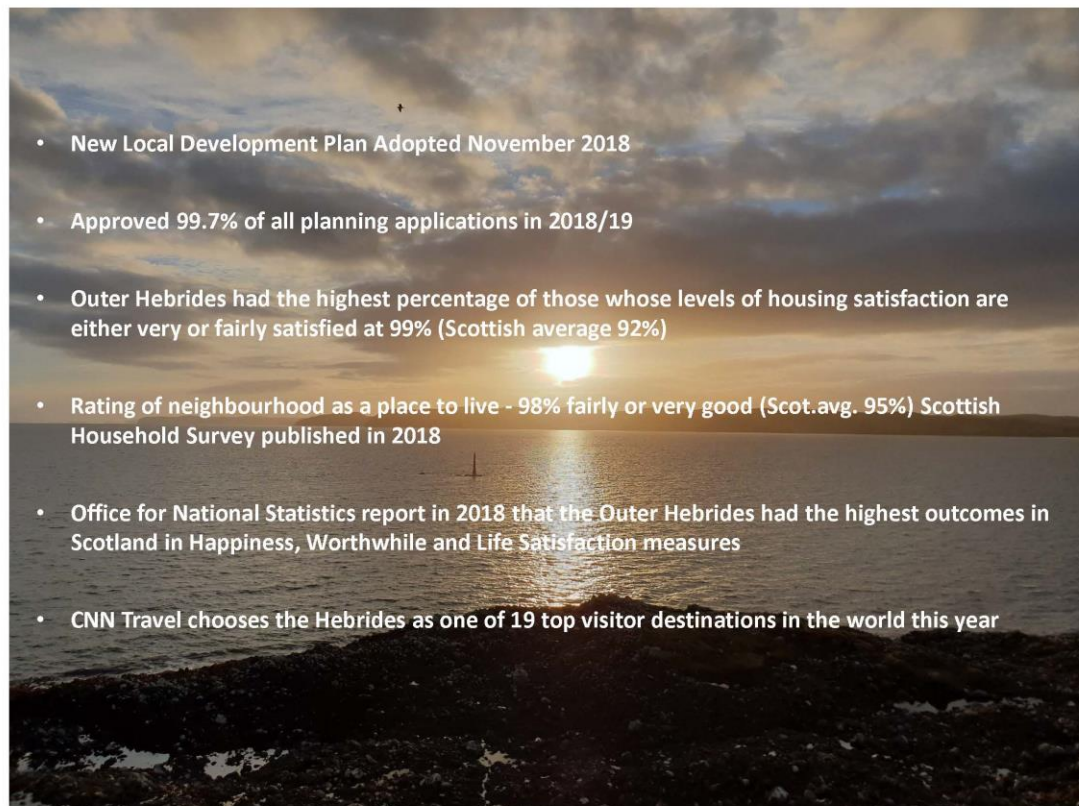 • New Local Development Plan Adopted November 2018
• Approved 99.7% of all planning applications in 2018/19
• Outer Hebrides had the highest percentage of those whose levels of housing satisfaction are
either very or fairly satisfied at 99% (Scottish average 92%)
• Rating of neighbourhood as a place to live - 98% fairly or very good (Scot.avg. 95%) Scottish
Household Survey published in 2018
• Office for National Statistics report in 2018 that the Outer Hebrides had the highest outcomes in
Scotland in Happiness, Worthwhile and Life Satisfaction measures
• CNN Travel chooses the Hebrides as one of 19 top visitor destinations in the world this year